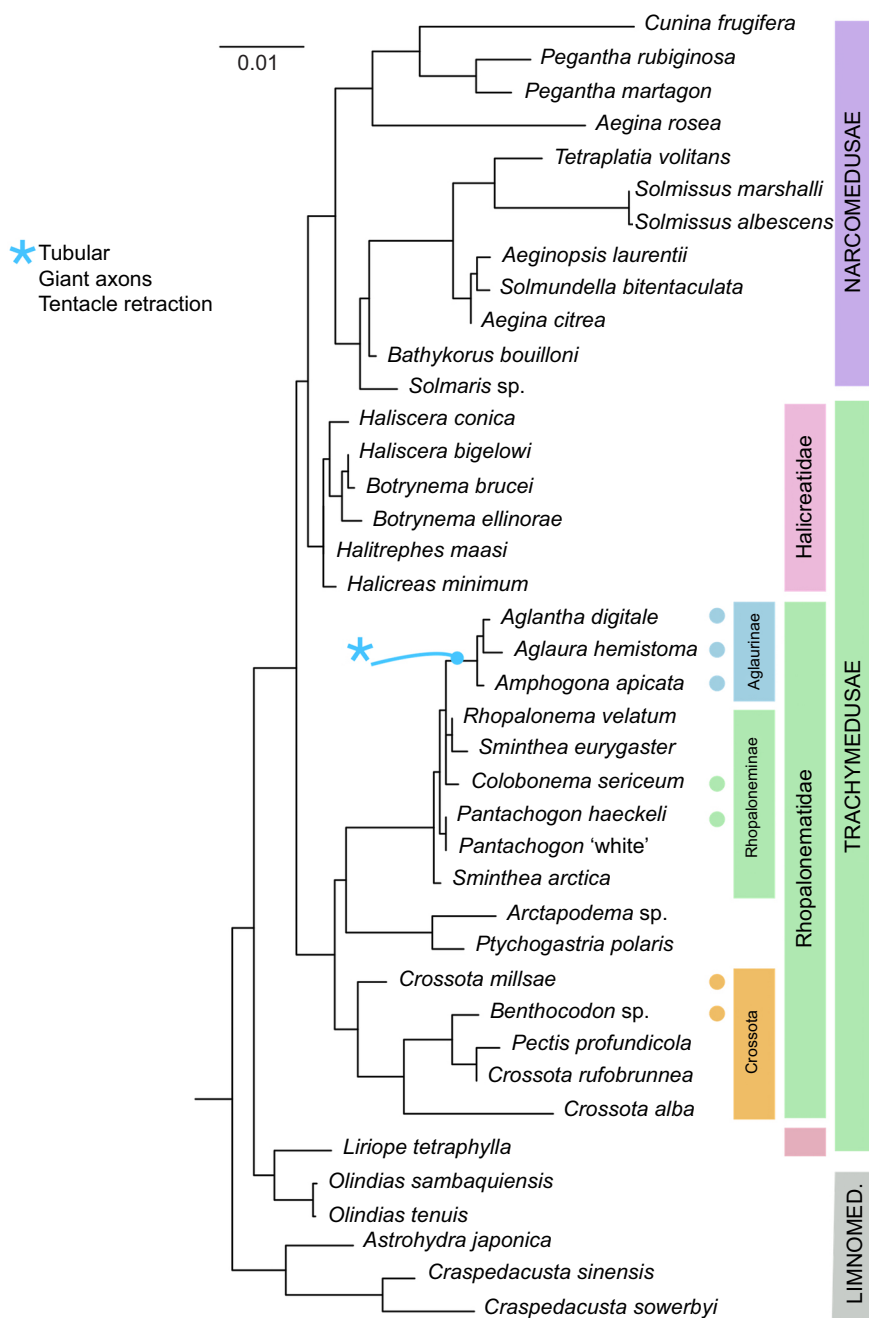 Cunina frugifera
0.01
Pegantha rubiginosa
Pegantha martagon
Aegina rosea
Tetraplatia volitans
Solmissus marshalli
Solmissus albescens
Tubular
Giant axons
Tentacle retraction
Aeginopsis laurentii
Solmundella bitentaculata
Aegina citrea
Bathykorus bouilloni
Solmaris sp.
NARCOMEDUSAE
Haliscera conica
Haliscera bigelowi
Botrynema brucei
Botrynema ellinorae
Halitrephes maasi
Halicreas minimum
Halicreatidae
Aglantha digitale
Aglaura hemistoma
Amphogona apicata
Aglaurinae
Rhopalonema velatum
Sminthea eurygaster
Colobonema sericeum
Pantachogon haeckeli
Pantachogon ‘white’
Sminthea arctica
Rhopaloneminae
Arctapodema sp.
Ptychogastria polaris
Crossota millsae
Benthocodon sp.
Pectis profundicola
Crossota rufobrunnea
Crossota alba
Crossota
Rhopalonematidae
TRACHYMEDUSAE
Liriope tetraphylla
Olindias sambaquiensis
Olindias tenuis
Astrohydra japonica
Craspedacusta sinensis
Craspedacusta sowerbyi
LIMNOMED.